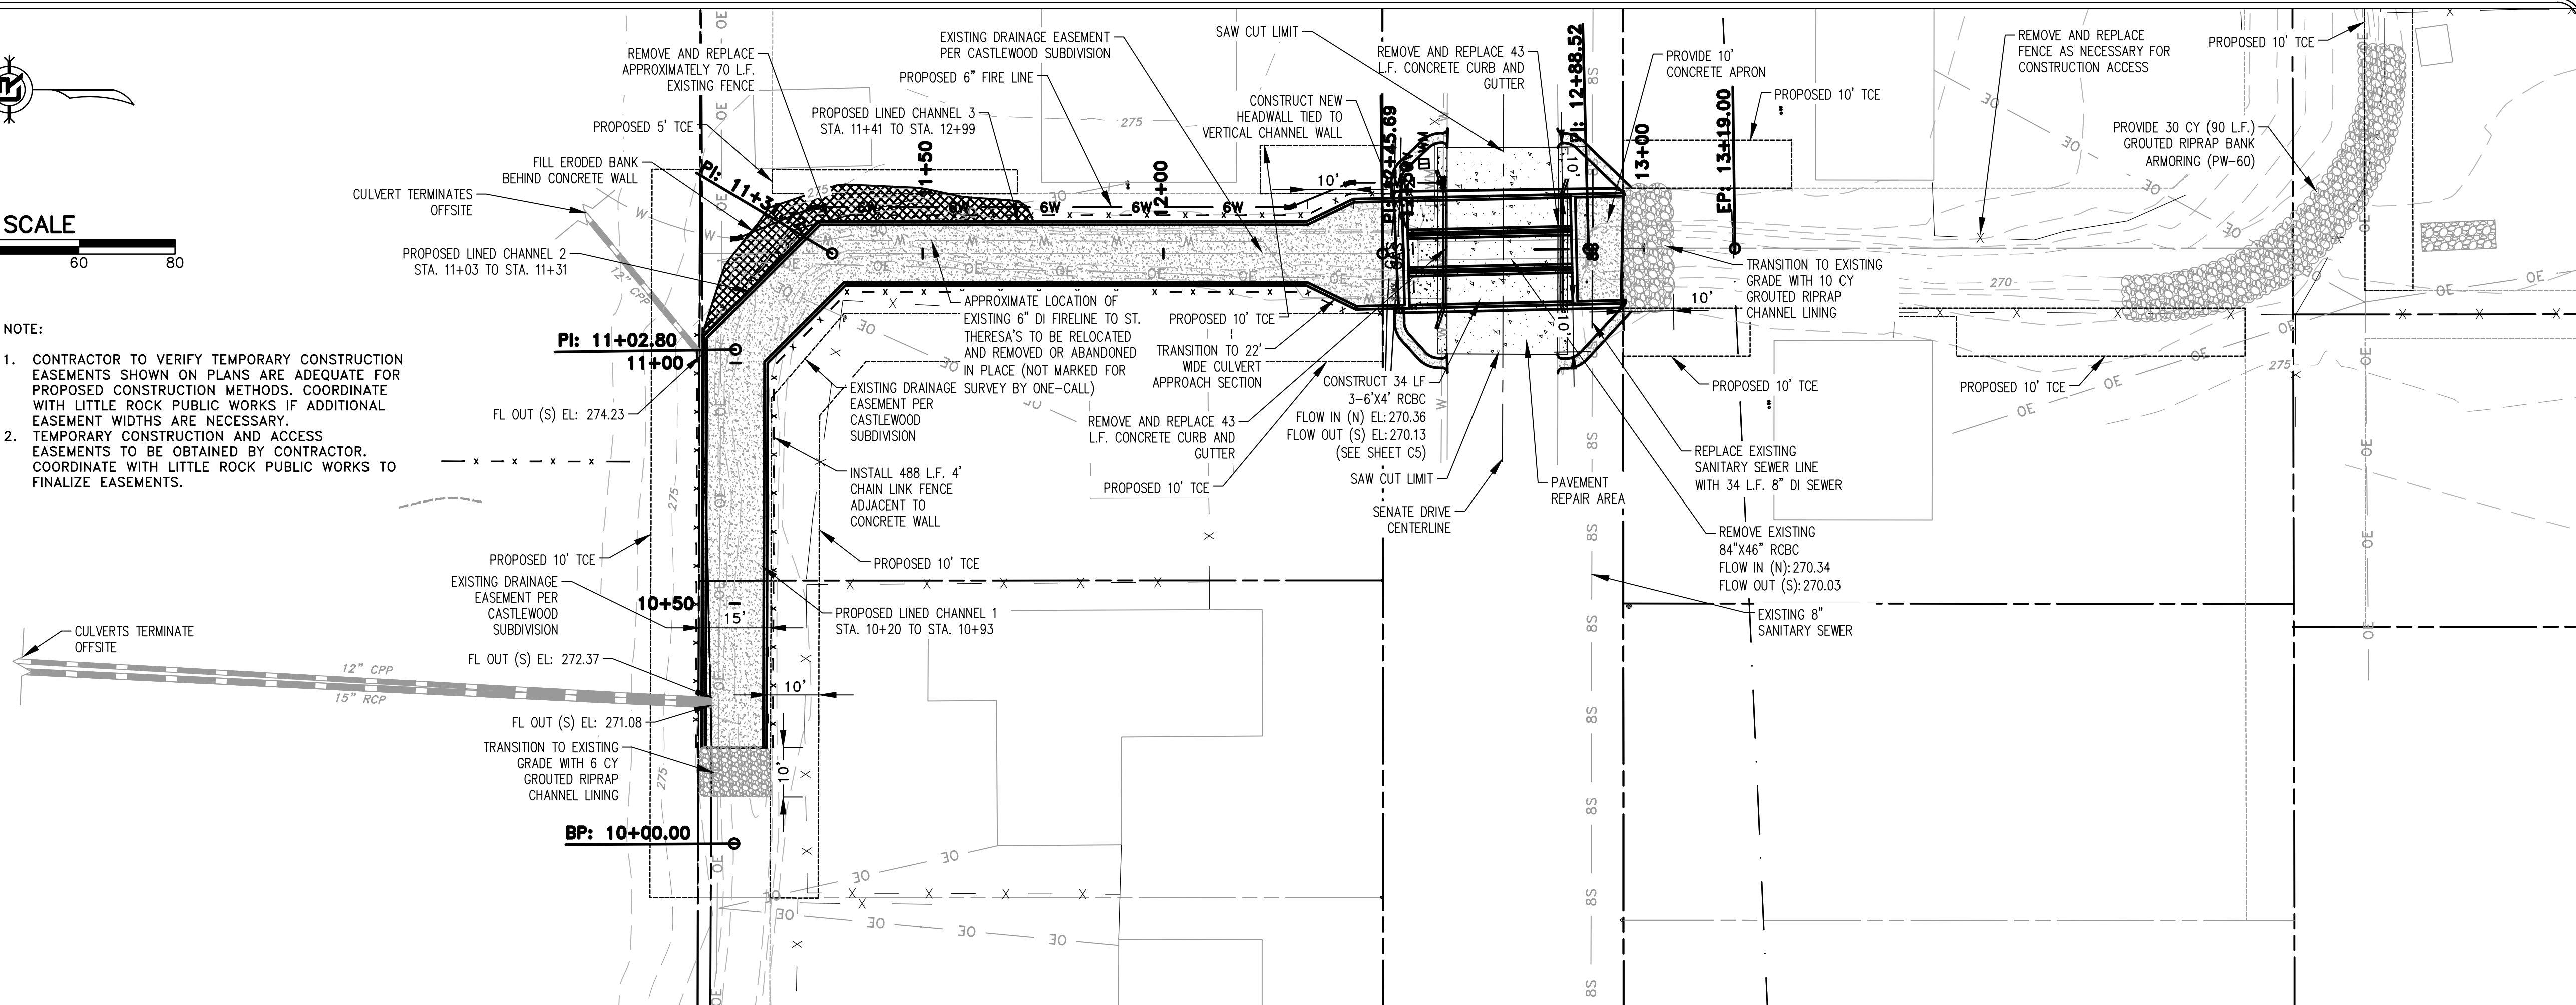 SCALE
60
80
NOTE:
1. CONTRACTOR TO VERIFY TEMPORARY CONSTRUCTION
EASEMENTS SHOWN ON PLANS ARE ADEQUATE FOR
PROPOSED CONSTRUCTION METHODS. COORDINATE
WITH LITTLE ROCK PUBLIC WORKS IF ADDITIONAL
EASEMENT WIDTHS ARE NECESSARY.
2. TEMPORARY CONSTRUCTION AND ACCESS
EASEMENTS TO BE OBTAINED BY CONTRACTOR.
COORDINATE WITH LITTLE ROCK PUBLIC WORKS TO
FINALIZE EASEMENTS.
CULVERTS TERMINATE
OFFSITE
12" CPP
15" RCP
REMOVE AND REPLACE
APPROXIMATELY 70 L.F.
EXISTING FENCE
PROPOSED 5' TCE
FILL ERODED BANK
BEHIND CONCRETE WALL
CULVERT TERMINATES
OFFSITE
PROPOSED LINED CHANNEL 2
STA. 11+03 TO STA. 11+31
12" CPP
PI: 11+02.80
11+00
FL OUT (S) EL: 274.23
PROPOSED 10' TCE
EXISTING DRAINAGE
EASEMENT PER
CASTLEWOOD
SUBDIVISION
10+50
15'
FL OUT (S) EL: 272.37
FL OUT (S) EL: 271.08
TRANSITION TO EXISTING
GRADE WITH 6 CY
GROUTED RIPRAP
CHANNEL LINING
BP: 10+00.00
10'
10'
275
275
EXISTING DRAINAGE EASEMENT
PER CASTLEWOOD SUBDIVISION
PROPOSED 6" FIRE LINE
PROPOSED LINED CHANNEL 3
STA. 11+41 TO STA. 12+99
275
275
1+50
12+00
6W 6W 6W 6W 6W
APPROXIMATE LOCATION OF
EXISTING 6" DI FIRELINE TO ST.
THERESA'S TO BE RELOCATED
AND REMOVED OR ABANDONED
IN PLACE (NOT MARKED FOR
SURVEY BY ONE-CALL)
EXISTING DRAINAGE
EASEMENT PER
CASTLEWOOD
SUBDIVISION
INSTALL 488 L.F. 4'
CHAIN LINK FENCE
ADJACENT TO
CONCRETE WALL
PROPOSED 10' TCE
PROPOSED LINED CHANNEL 1
STA. 10+20 TO STA. 10+93
SAW CUT LIMIT
REMOVE AND REPLACE 43
L.F. CONCRETE CURB AND
GUTTER
CONSTRUCT NEW
HEADWALL TIED TO
VERTICAL CHANNEL WALL
10'
PROPOSED 10' TCE
TRANSITION TO 22'
WIDE CULVERT
APPROACH SECTION
REMOVE AND REPLACE 43
L.F. CONCRETE CURB AND
GUTTER
PROPOSED 10' TCE
CONSTRUCT 34 LF
3-6'X4' RCBC
FLOW IN (N) EL: 270.36
FLOW OUT (S) EL: 270.13
(SEE SHEET C5)
SAW CUT LIMIT
SENATE DRIVE
CENTERLINE
PAVEMENT
REPAIR AREA
PI: 12+88.52
13+00
EP: 13+19.00
10'
10'
PROVIDE 10'
CONCRETE APRON
PROPOSED 10' TCE
TRANSITION TO EXISTING
GRADE WITH 10 CY
GROUTED RIPRAP
CHANNEL LINING
10'
PROPOSED 10' TCE
REPLACE EXISTING
SANITARY SEWER LINE
WITH 34 L.F. 8" DI SEWER
REMOVE EXISTING
84"X46" RCBC
FLOW IN (N): 270.34
FLOW OUT (S): 270.03
EXISTING 8"
SANITARY SEWER
REMOVE AND REPLACE
FENCE AS NECESSARY FOR
CONSTRUCTION ACCESS
PROPOSED 10' TCE
PROVIDE 30 CY (90 L.F.)
GROUTED RIPRAP BANK
ARMORING (PW-60)
270
275
PROPOSED 10' TCE